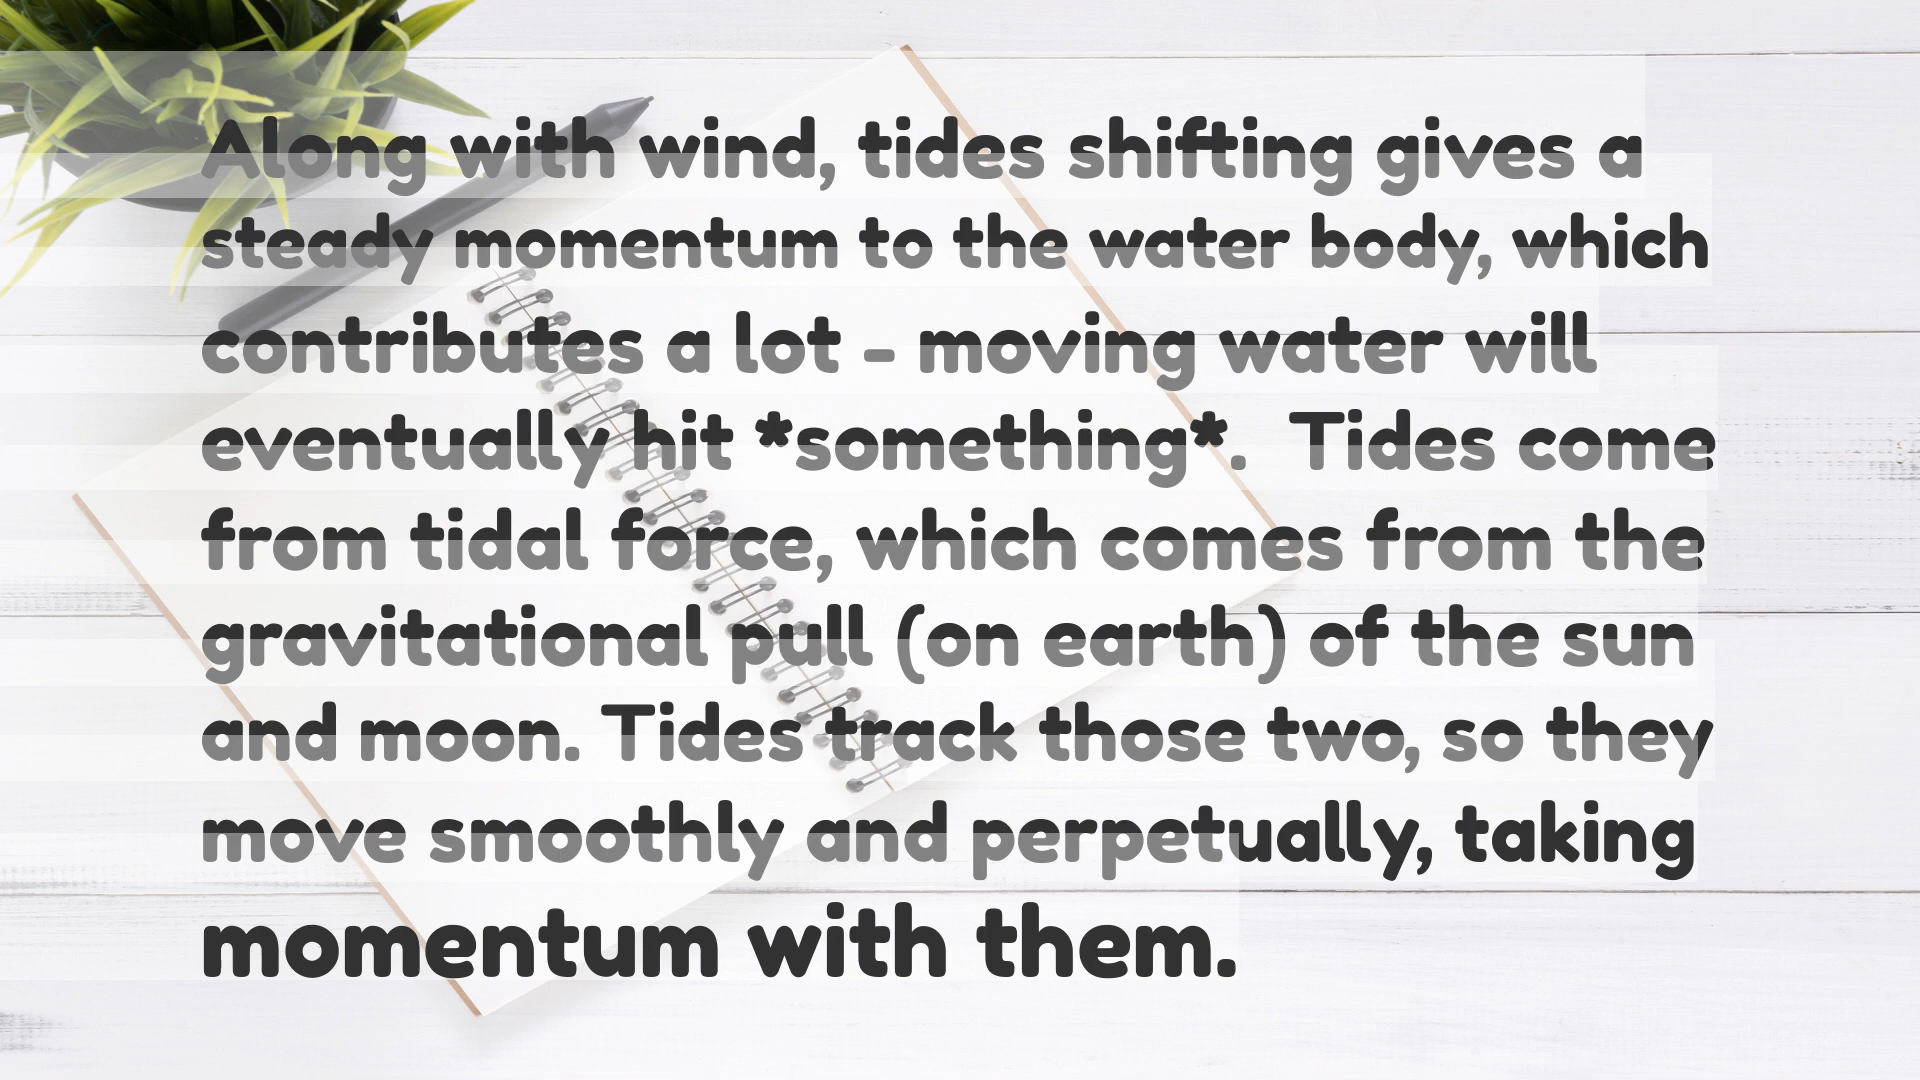 Along with wind, tides shifting gives a
steady momentum to the water body, which
contributes a lot - moving water will
eventually hit *something*.  Tides come
from tidal force, which comes from the
gravitational pull (on earth) of the sun
and moon. Tides track those two, so they
move smoothly and perpetually, taking
momentum with them.